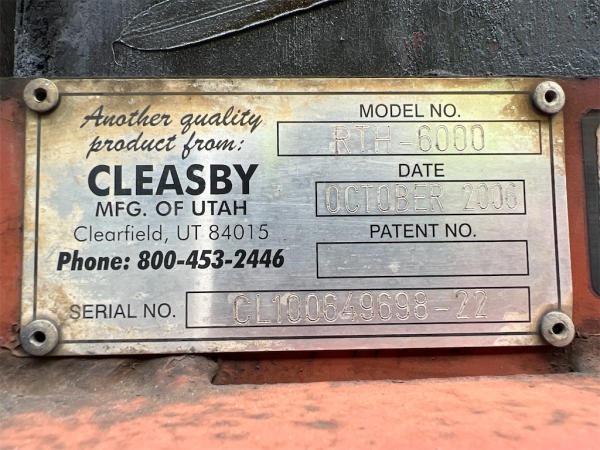 Another quality
product from:
CLEASBY
MFG. OF UTAH
Clearfield, UT 84015
Phone: 800-453-2446
MODEL NO.
RTH-6000
DATE
OCTOBER 2006
PATENT NO.
SERIAL NO. CL100649698-22